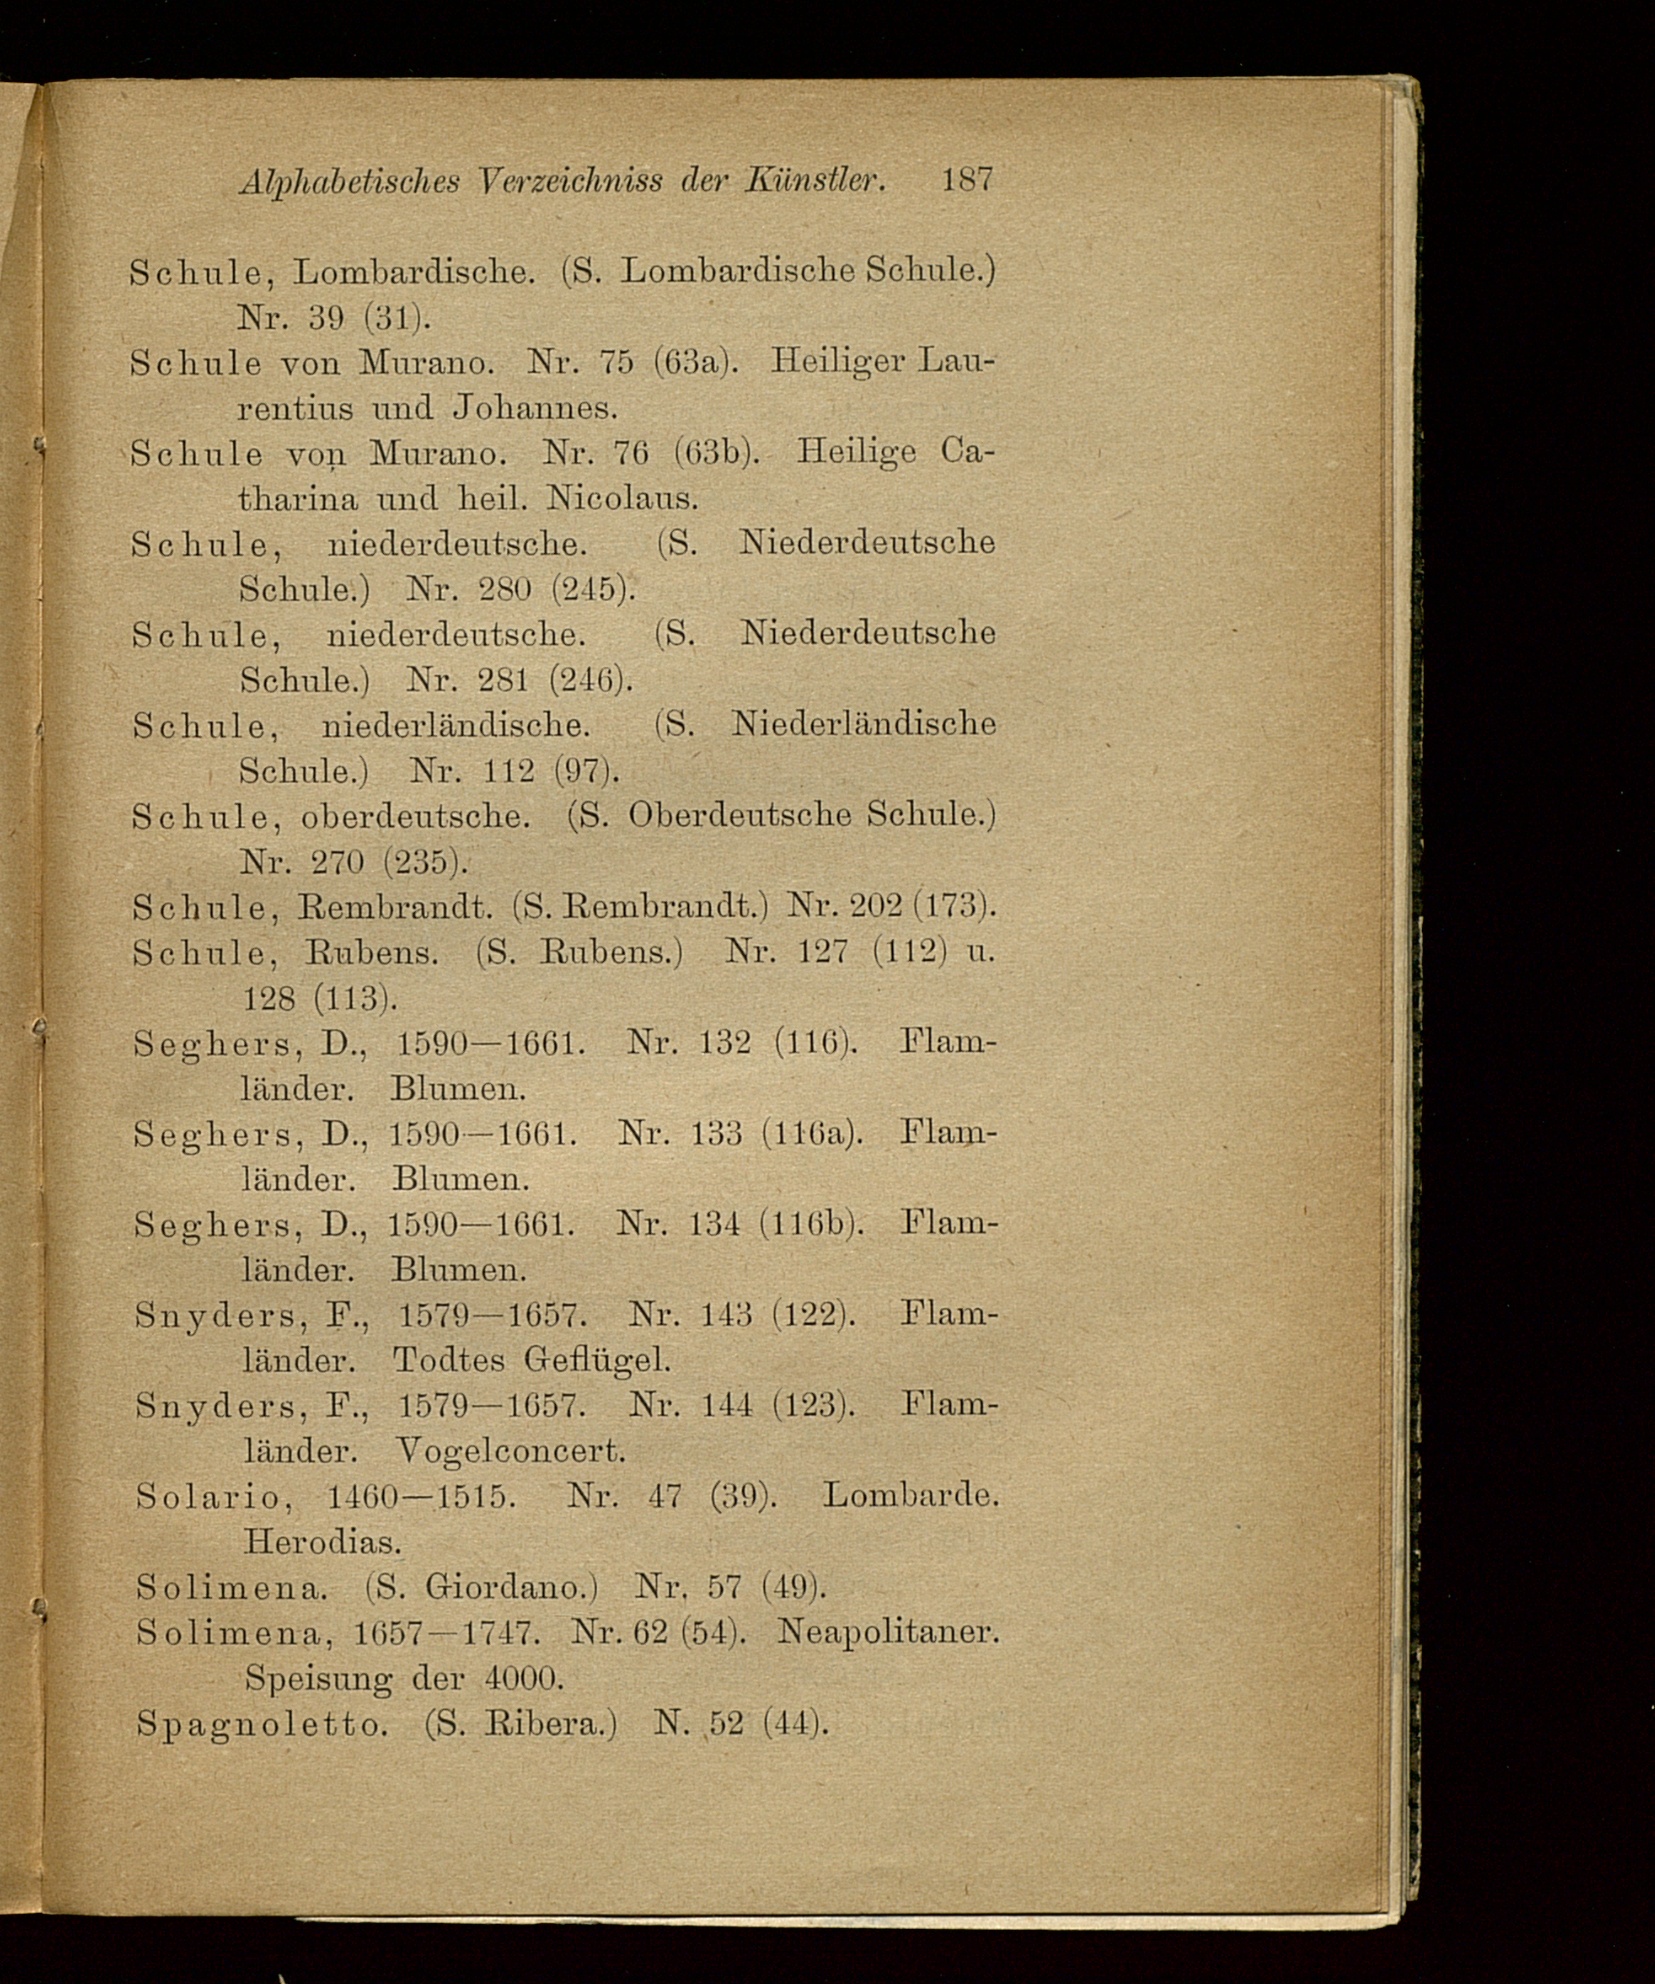 Alphabetisches Verzeichniss der Künstler. 187
Schule, Lombardische. (S. Lombardische Schule.)
Nr. 39 (31).
Schule von Murano. Nr. 75 (63a). Heiliger Lau-
rentius und Johannes.
Schule von Murano. Nr. 76 (63b). Heilige Ca-
tharina und heil. Nicolaus.
Schule, niederdeutsche. (S. Niederdeutsche
Schule.) Nr. 280 (245).
Schule, niederdeutsche. (S. Niederdeutsche
Schule.) Nr. 281 (246).
Schule, niederländische. (S. Niederländische
Schule.) Nr. 112 (97).
Schule, oberdeutsche. (S. Oberdeutsche Schule.)
Nr. 270 (235).
Schule, Rembrandt. (S. Rembrandt.) Nr. 202 (173).
Schule, Rubens. (S. Rubens.) Nr. 127 (112) u.
128 (113).
Seghers, D., 1590—1661. Nr. 132 (116). Flam-
länder. Blumen.
Seghers, D., 1590—1661. Nr. 133 (116a). Flam-
länder. Blumen.
Seghers, D., 1590—1661. Nr. 134 (116b). Flam-
länder. Blumen.
Snyders, F., 1579—1657. Nr. 143 (122). Flam-
länder. Todtes Geflügel.
Snyders, F., 1579—1657. Nr. 144 (123). Flam-
länder. Vogelconcert.
Solario, 1460—1515. Nr. 47 (39). Lombarde.
Herodias.
Solimena. (S. Giordano.) Nr. 57 (49).
Solimena, 1657—1747. Nr. 62 (54). Neapolitaner.
Speisung der 4000.
Spagnoletto. (S. Ribera.) N. 52 (44).